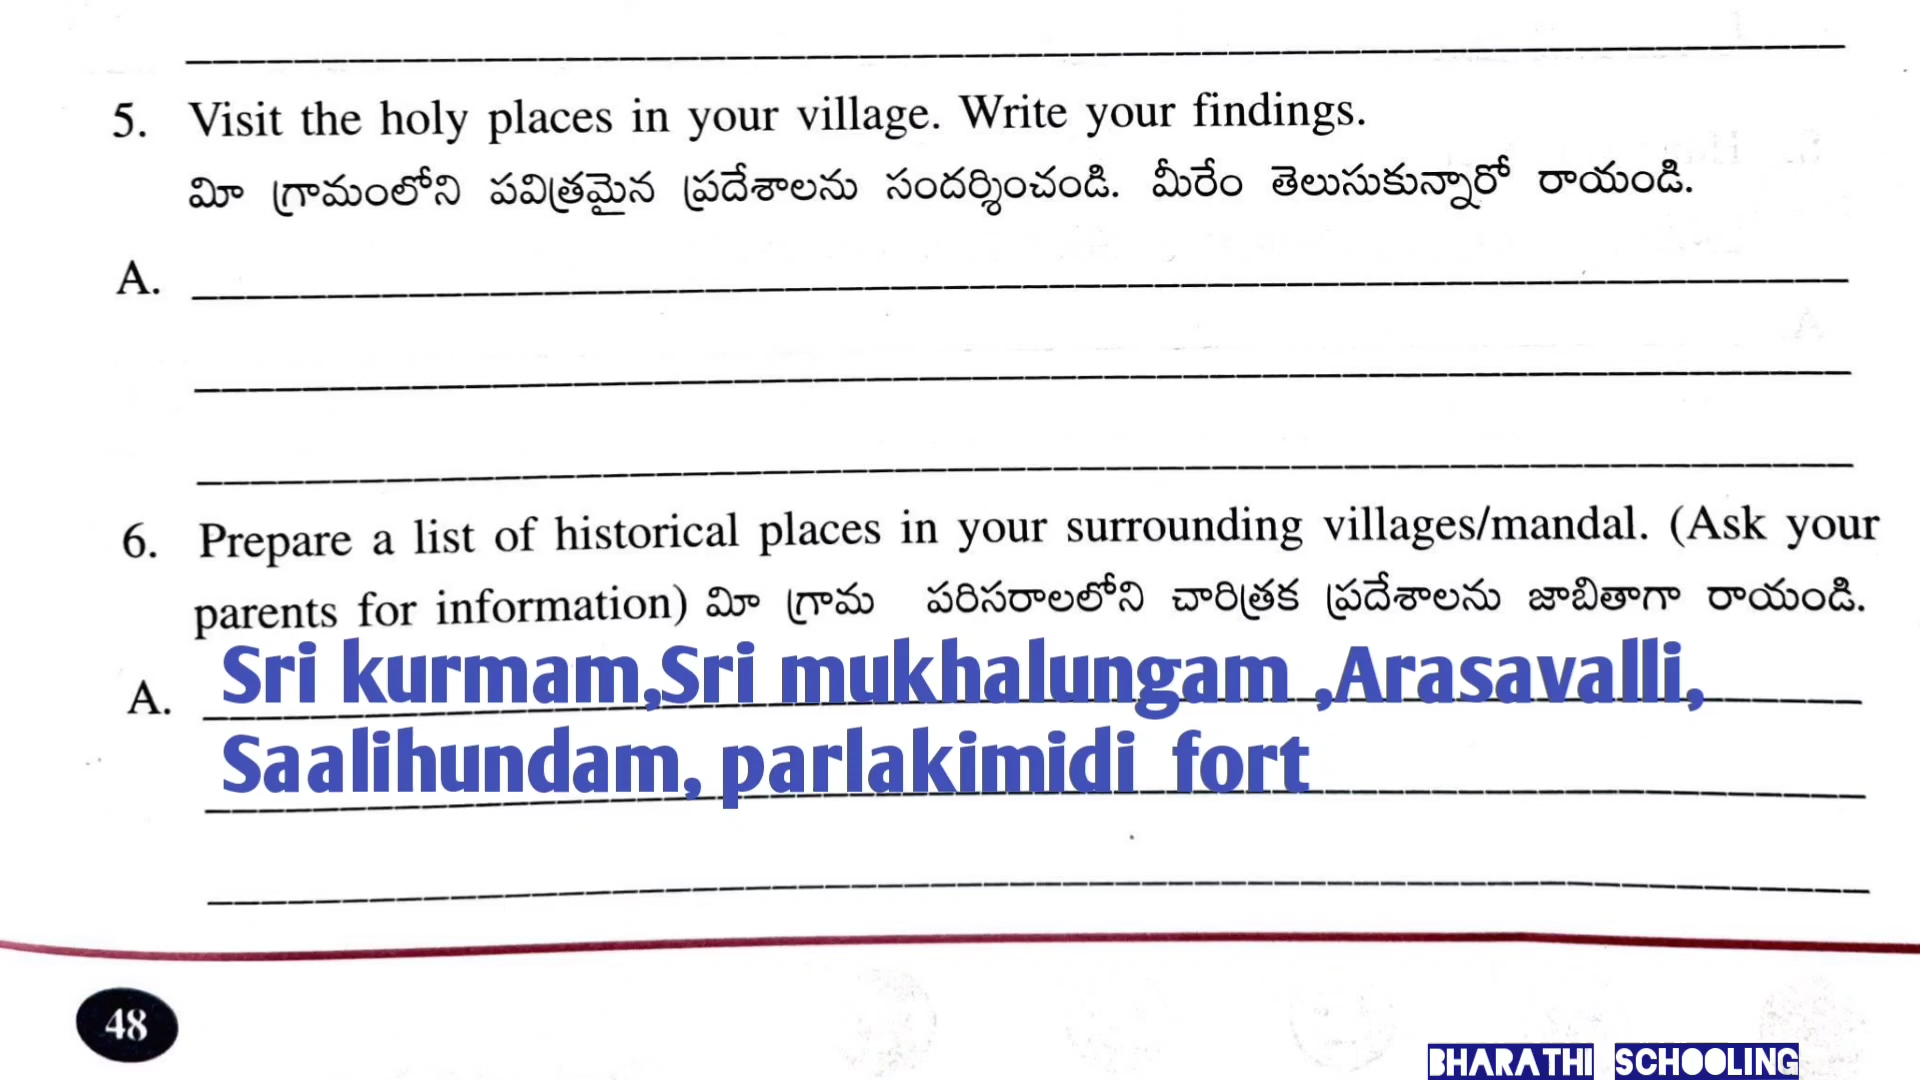 5. Visit the holy places in your village. Write your findings.
మీ గ్రామంలోని పవిత్రమైన ప్రదేశాలను సందర్శించండి. మీరేం తెలుసుకున్నారో రాయండి.
A.
6. Prepare a list of historical places in your surrounding villages/mandal. (Ask your
parents for information) మీ గ్రామ పరిసరాలలోని చారిత్రక ప్రదేశాలను జాబితాగా రాయండి.
A. Sri kurmam,Sri mukhalungam ,Arasavalli,
Saalihundam, parlakimidi fort
48
BHARATHI SCHOOLING